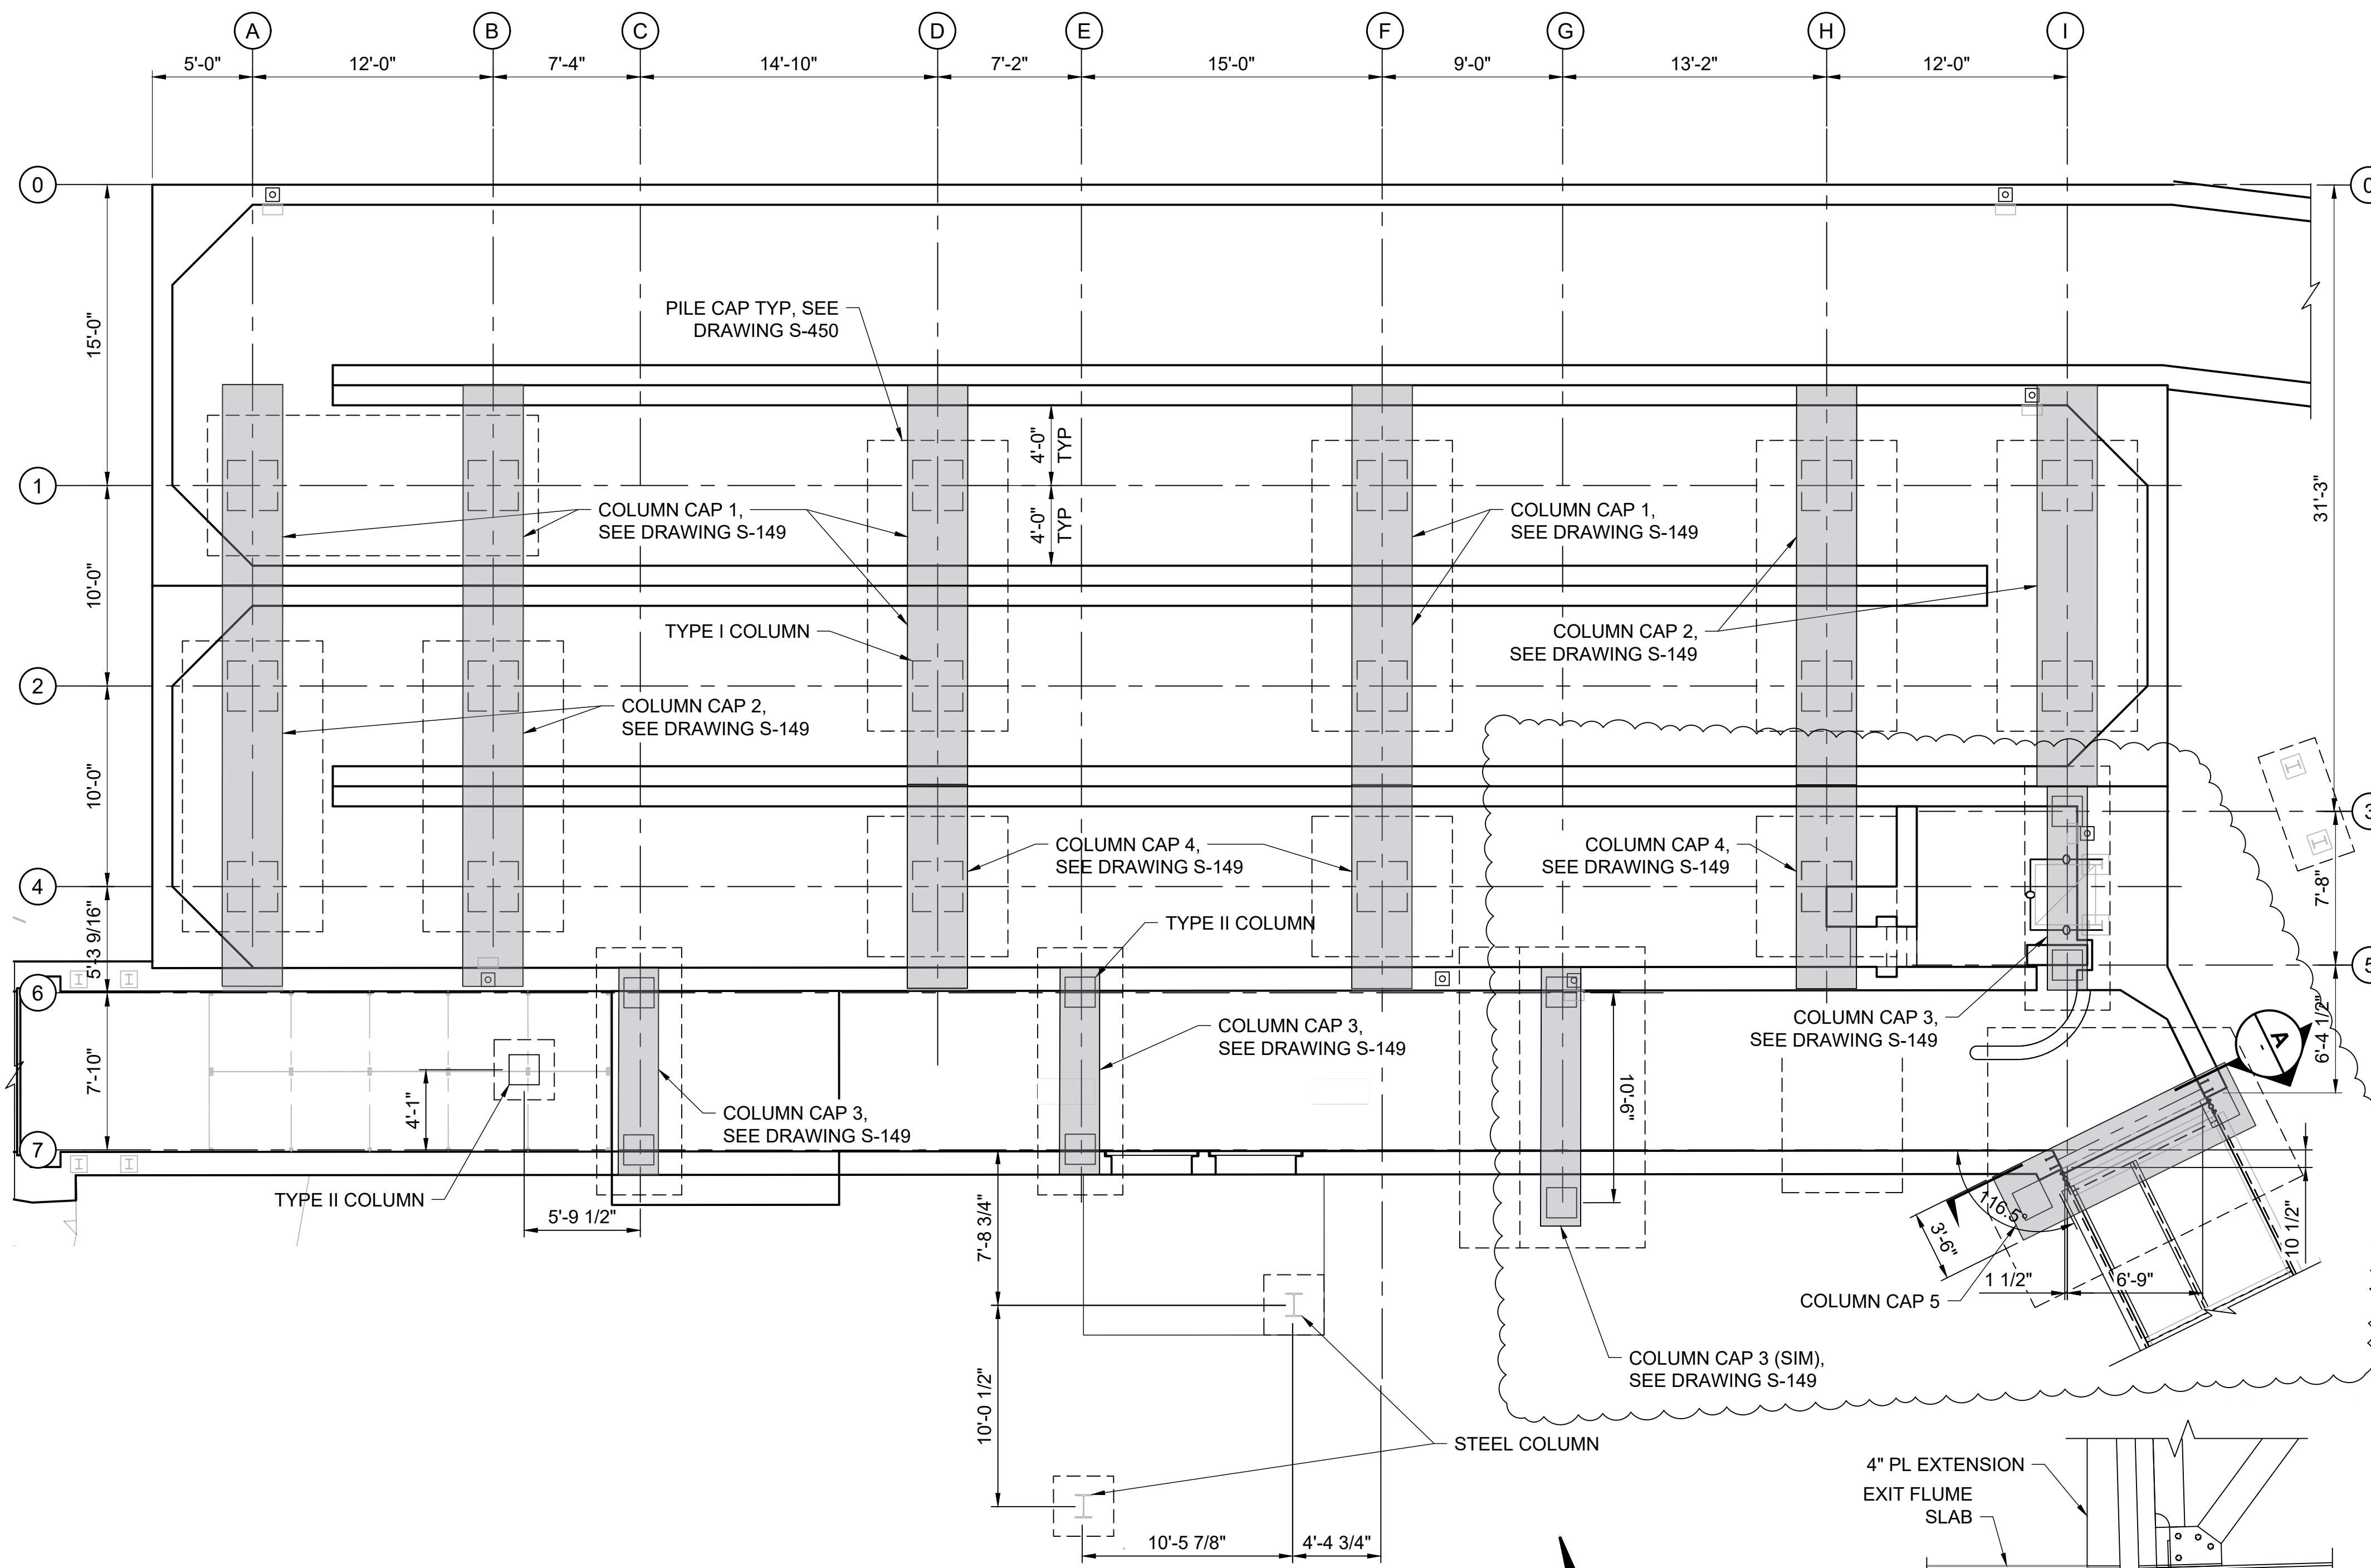 A
B
C
D
E
F
G
H
I
5'-0"
12'-0"
7'-4"
14'-10"
7'-2"
15'-0"
9'-0"
13'-2"
12'-0"
0
0
15'-0"
31'-3"
PILE CAP TYP, SEE
DRAWING S-450
4'-0"
TYP
4'-0"
TYP
1
COLUMN CAP 1,
SEE DRAWING S-149
COLUMN CAP 1,
SEE DRAWING S-149
10'-0"
TYPE I COLUMN
COLUMN CAP 2,
SEE DRAWING S-149
2
COLUMN CAP 2,
SEE DRAWING S-149
10'-0"
3
COLUMN CAP 4,
SEE DRAWING S-149
COLUMN CAP 4,
SEE DRAWING S-149
4
7'-8"
TYPE II COLUMN
5'-3 9/16"
5
6
COLUMN CAP 3,
SEE DRAWING S-149
COLUMN CAP 3,
SEE DRAWING S-149
6'-4 1/2"
A
-
7'-10"
4'-1"
10'-6"
COLUMN CAP 3,
SEE DRAWING S-149
7
TYPE II COLUMN
5'-9 1/2"
7'-8 3/4"
116.5°
3'-6"
10 1/2"
1 1/2"
6'-9"
COLUMN CAP 5
COLUMN CAP 3 (SIM),
SEE DRAWING S-149
10'-0 1/2"
STEEL COLUMN
4" PL EXTENSION
EXIT FLUME
SLAB
10'-5 7/8"
4'-4 3/4"